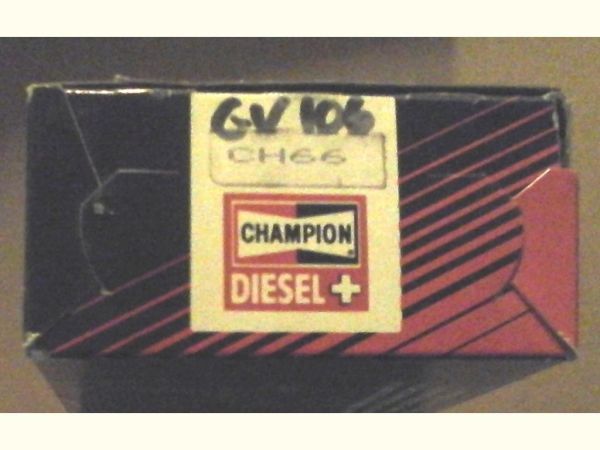 GV 106
CH66
CHAMPION
DIESEL +